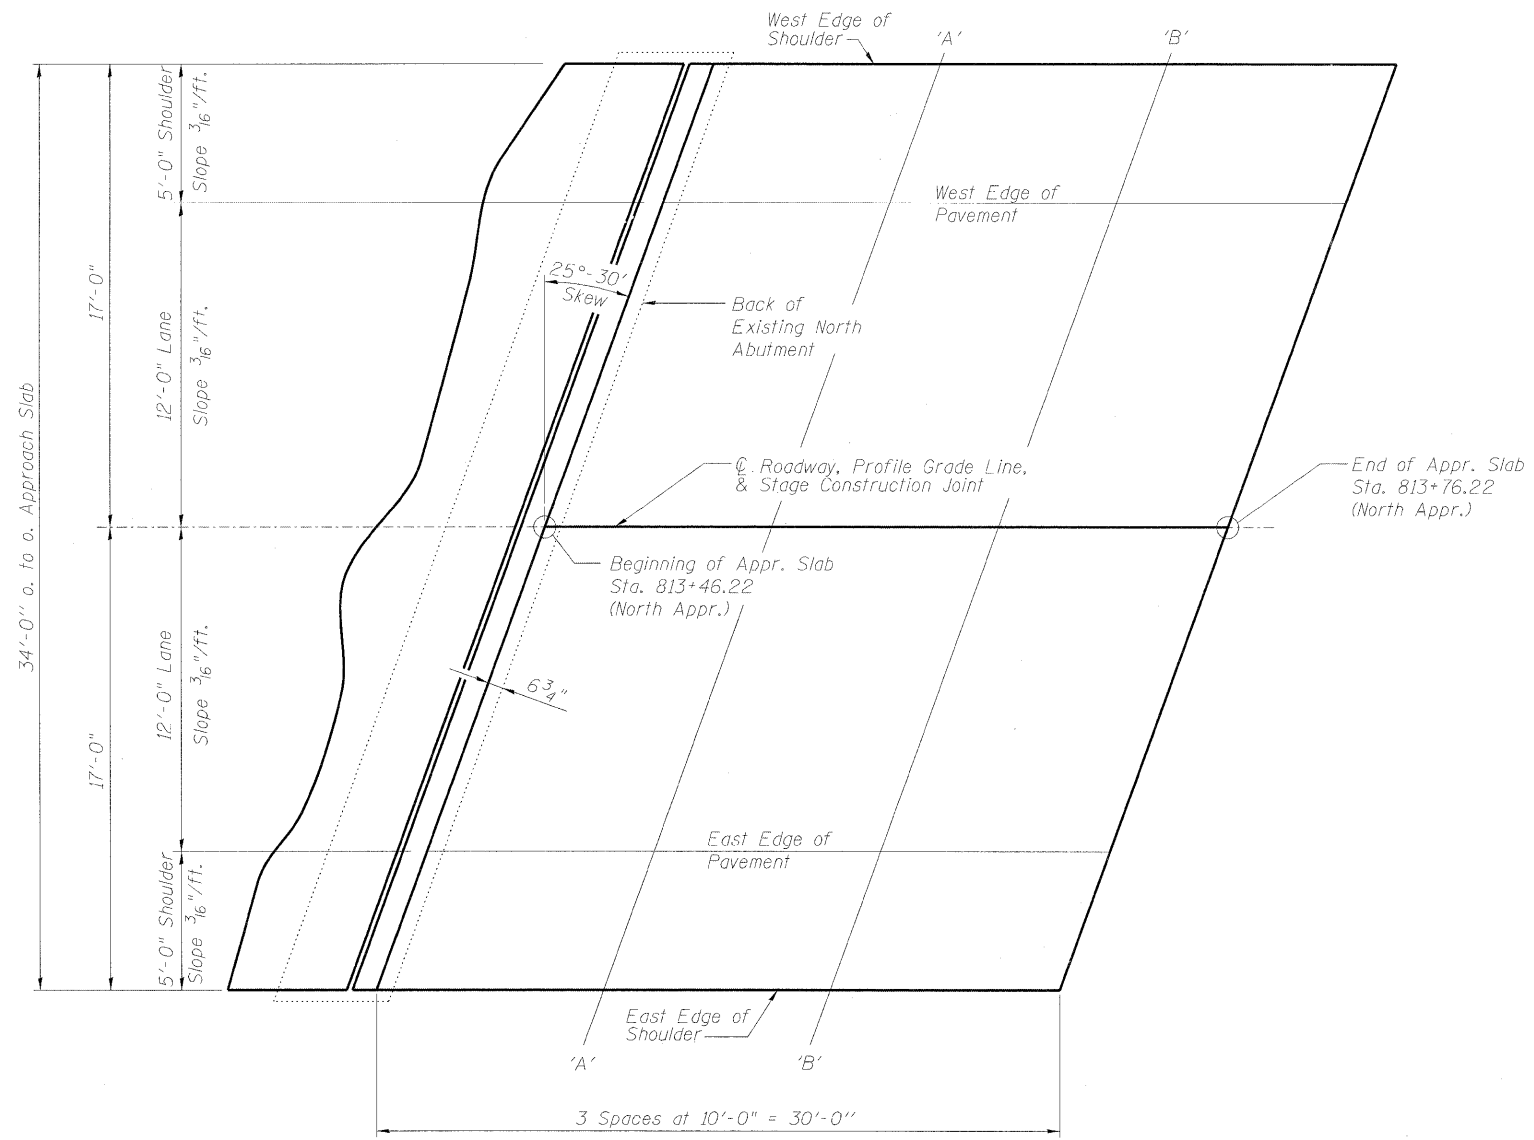 West Edge of
Shoulder
'A'
'B'
5'-0" Shoulder
Slope 3/16"/ft.
West Edge of
Pavement
17'-0"
12'-0" Lane
Slope 3/16"/ft.
25°-30'
Skew
Back of
Existing North
Abutment
34'-0" o. to o. Approach Slab
℄ Roadway, Profile Grade Line,
& Stage Construction Joint
End of Appr. Slab
Sta. 813+76.22
(North Appr.)
Beginning of Appr. Slab
Sta. 813+46.22
(North Appr.)
12'-0" Lane
Slope 3/16"/ft.
6 3/4"
17'-0"
East Edge of
Pavement
5'-0" Shoulder
Slope 3/16"/ft.
East Edge of
Shoulder
'A'
'B'
3 Spaces at 10'-0" = 30'-0"